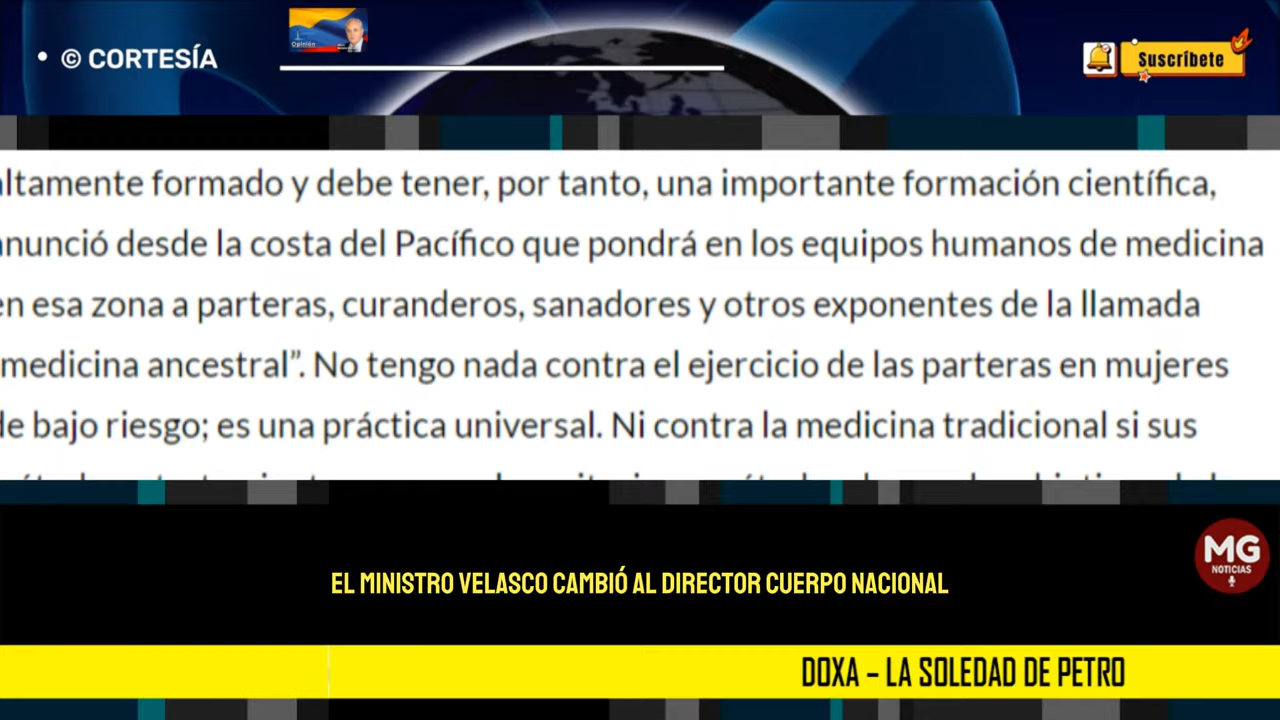 • © CORTESÍA
Opinión
Suscríbete
altamente formado y debe tener, por tanto, una importante formación científica,
anunció desde la costa del Pacífico que pondrá en los equipos humanos de medicina
en esa zona a parteras, curanderos, sanadores y otros exponentes de la llamada
medicina ancestral”. No tengo nada contra el ejercicio de las parteras en mujeres
de bajo riesgo; es una práctica universal. Ni contra la medicina tradicional si sus
MG
NOTICIAS
EL MINISTRO VELASCO CAMBIÓ AL DIRECTOR CUERPO NACIONAL
DOXA – LA SOLEDAD DE PETRO